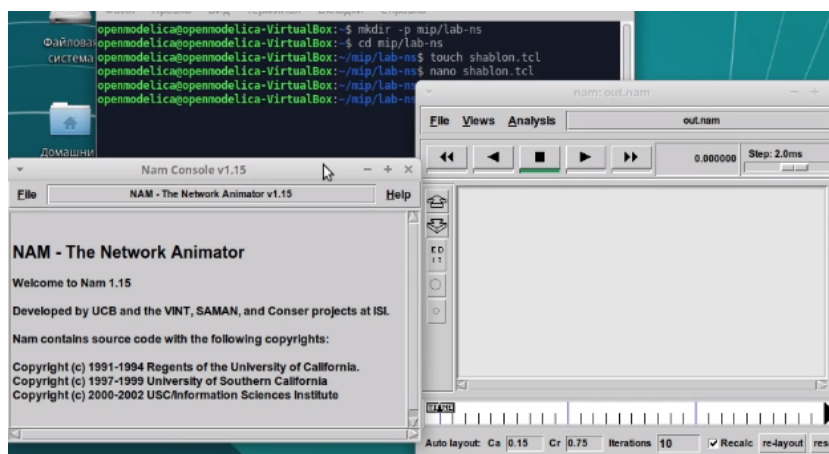 Файловая
система
Домашни
openmodelica@openmodelica-VirtualBox:~$ mkdir -p mip/lab-ns
openmodelica@openmodelica-VirtualBox:~$ cd mip/lab-ns
openmodelica@openmodelica-VirtualBox:~/mip/lab-ns$ touch shablon.tcl
openmodelica@openmodelica-VirtualBox:~/mip/lab-ns$ nano shablon.tcl
openmodelica@openmodelica-VirtualBox:~/mip/lab-ns
openmodelica@openmodelica-VirtualBox:~/mip/lab-ns
nam: out.nam
File Views Analysis out.nam
0.000000 Step: 2.0ms
Nam Console v1.15
File NAM - The Network Animator v1.15 Help
NAM - The Network Animator
Welcome to Nam 1.15
Developed by UCB and the VINT, SAMAN, and Conser projects at ISI.
Nam contains source code with the following copyrights:
Copyright (c) 1991-1994 Regents of the University of California.
Copyright (c) 1997-1999 University of Southern California
Copyright (c) 2000-2002 USC/Information Sciences Institute
ED
IT
TIME
Auto layout: Ca 0.15 Cr 0.75 Iterations 10 Recalc re-layout res